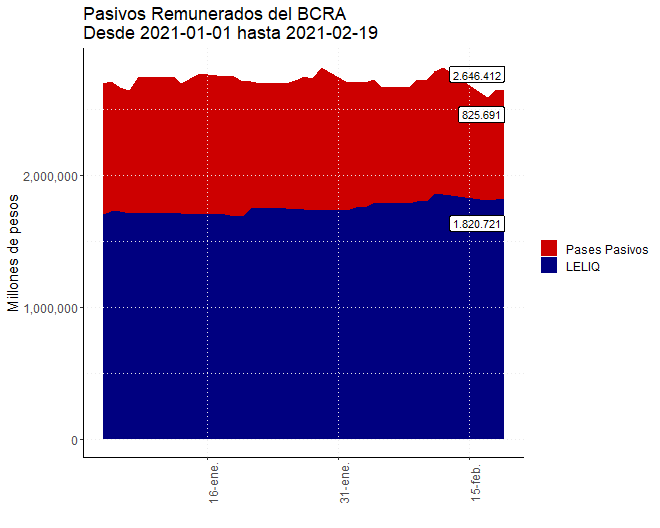 Pasivos Remunerados del BCRA
Desde 2021-01-01 hasta 2021-02-19
Millones de pesos
2,000,000
1,000,000
0
2.646.412
825.691
1.820.721
16-ene.
31-ene.
15-feb.
Pases Pasivos
LELIQ